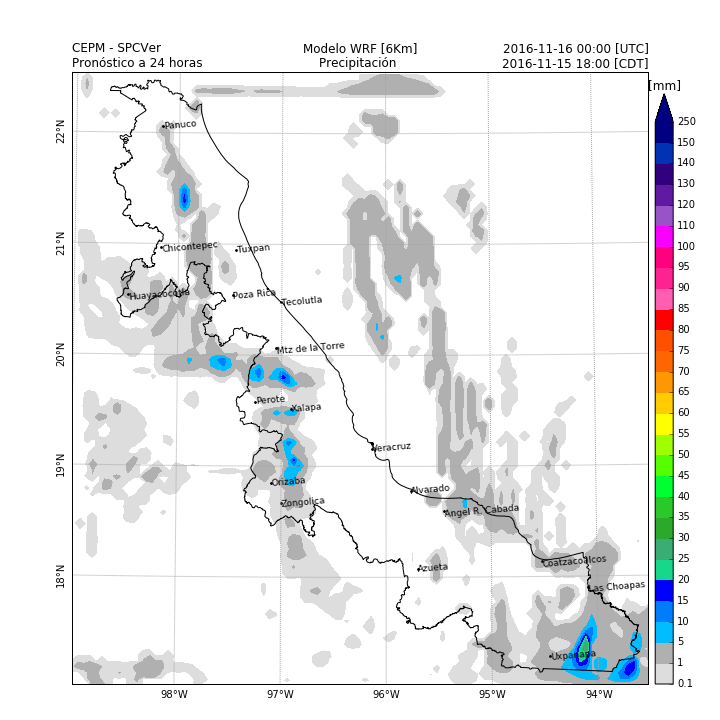 CEPM - SPCVer
Modelo WRF [6Km]
2016-11-16 00:00 [UTC]
Pronóstico a 24 horas
Precipitación
2016-11-15 18:00 [CDT]
[mm]
250
150
140
130
120
110
100
95
90
85
80
75
70
65
60
55
50
45
40
35
30
25
20
15
10
5
1
0.1
22°N
21°N
20°N
19°N
18°N
98°W
97°W
96°W
95°W
94°W
Panuco
Chicontepec
Tuxpan
Huayacocotla
Poza Rica
Tecolutla
Mtz de la Torre
Perote
Xalapa
Veracruz
Orizaba
Alvarado
Zongolica
Angel R. Cabada
Azueta
Coatzacoalcos
Las Choapas
Uxpanapa